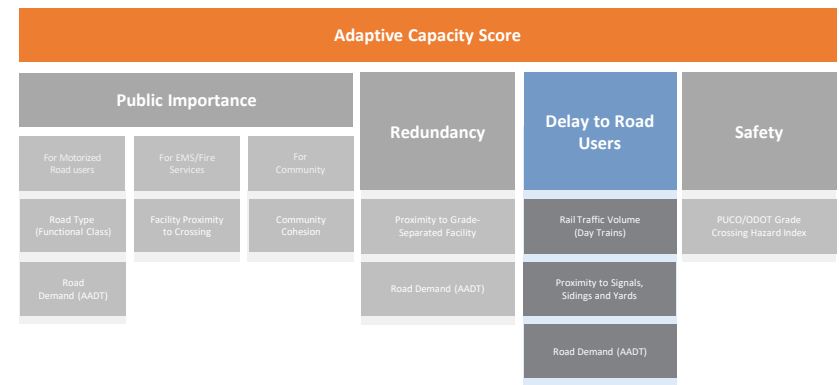 Adaptive Capacity Score
Public Importance
For Motorized
Road users
Road Type
(Functional Class)
Road
Demand (AADT)
For EMS/Fire
Services
Facility Proximity
to Crossing
For
Community
Community
Cohesion
Redundancy
Proximity to Grade-
Separated Facility
Road Demand (AADT)
Delay to Road
Users
Rail Traffic Volume
(Day Trains)
Proximity to Signals,
Sidings and Yards
Road Demand (AADT)
Safety
PUCO/ODOT Grade
Crossing Hazard Index